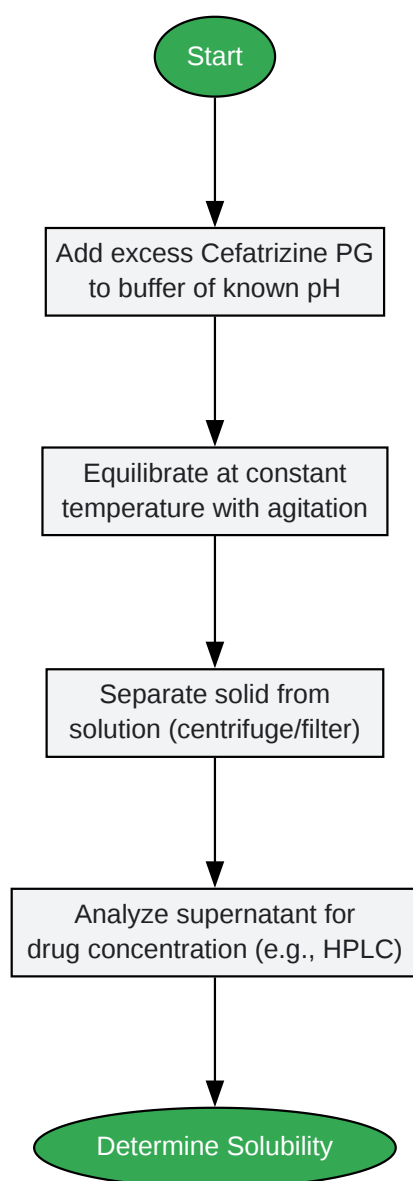 Start
Add excess Cefatrizine PG
to buffer of known pH
Equilibrate at constant
temperature with agitation
Separate solid from
solution (centrifuge/filter)
Analyze supernatant for
drug concentration (e.g., HPLC)
Determine Solubility